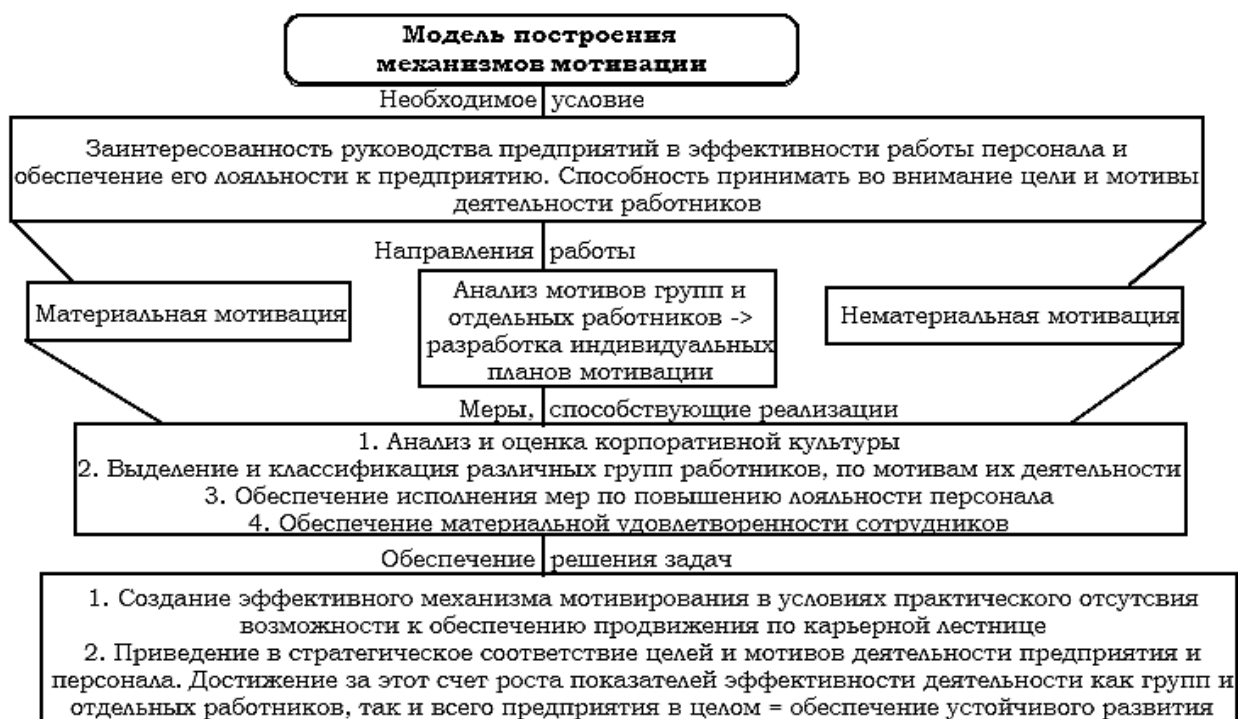 Модель построения
механизмов мотивации
Необходимое условие
Заинтересованность руководства предприятий в эффективности работы персонала и
обеспечение его лояльности к предприятию. Способность принимать во внимание цели и мотивы
деятельности работников
Направления работы
Материальная мотивация
Анализ мотивов групп и
отдельных работников ->
разработка индивидуальных
планов мотивации
Нематериальная мотивация
Меры, способствующие реализации
1. Анализ и оценка корпоративной культуры
2. Выделение и классификация различных групп работников, по мотивам их деятельности
3. Обеспечение исполнения мер по повышению лояльности персонала
4. Обеспечение материальной удовлетворенности сотрудников
Обеспечение решения задач
1. Создание эффективного механизма мотивирования в условиях практического отсутсвия
возможности к обеспечению продвижения по карьерной лестнице
2. Приведение в стратегическое соответствие целей и мотивов деятельности предприятия и
персонала. Достижение за этот счет роста показателей эффективности деятельности как групп и
отдельных работников, так и всего предприятия в целом = обеспечение устойчивого развития